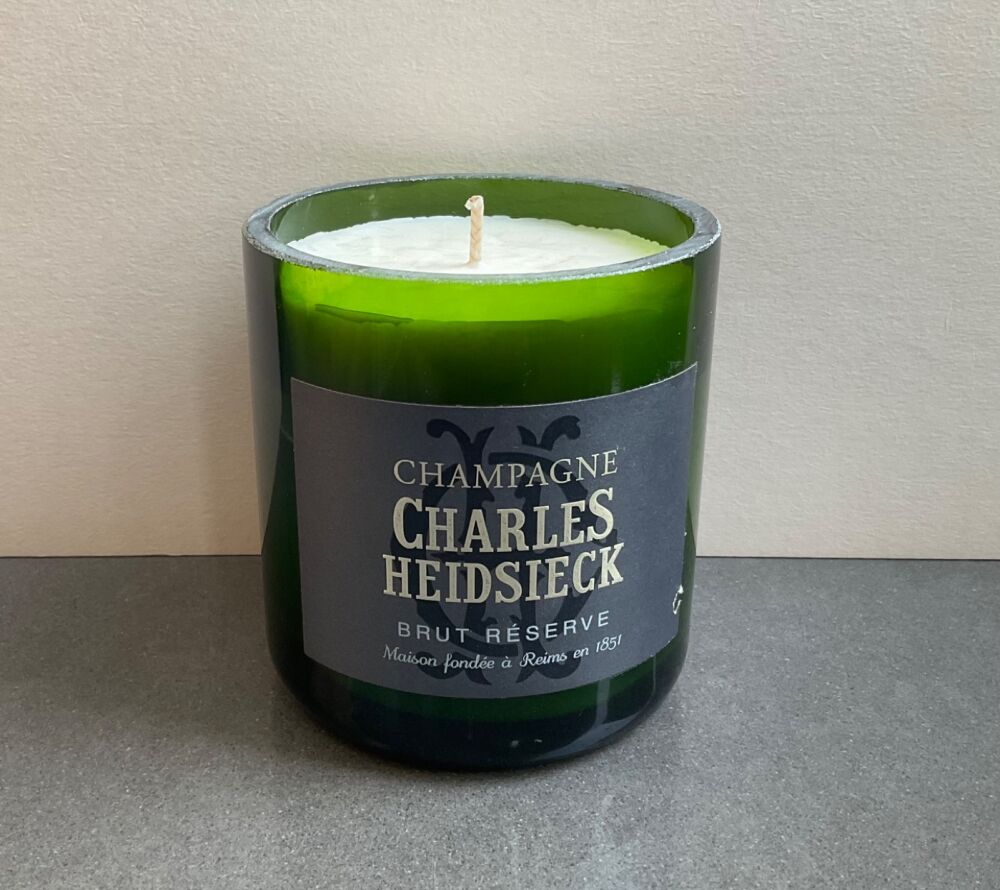 CHAMPAGNE
CHARLES
HEIDSIECK
BRUT RÉSERVE
Maison fondée à Reims en 1851